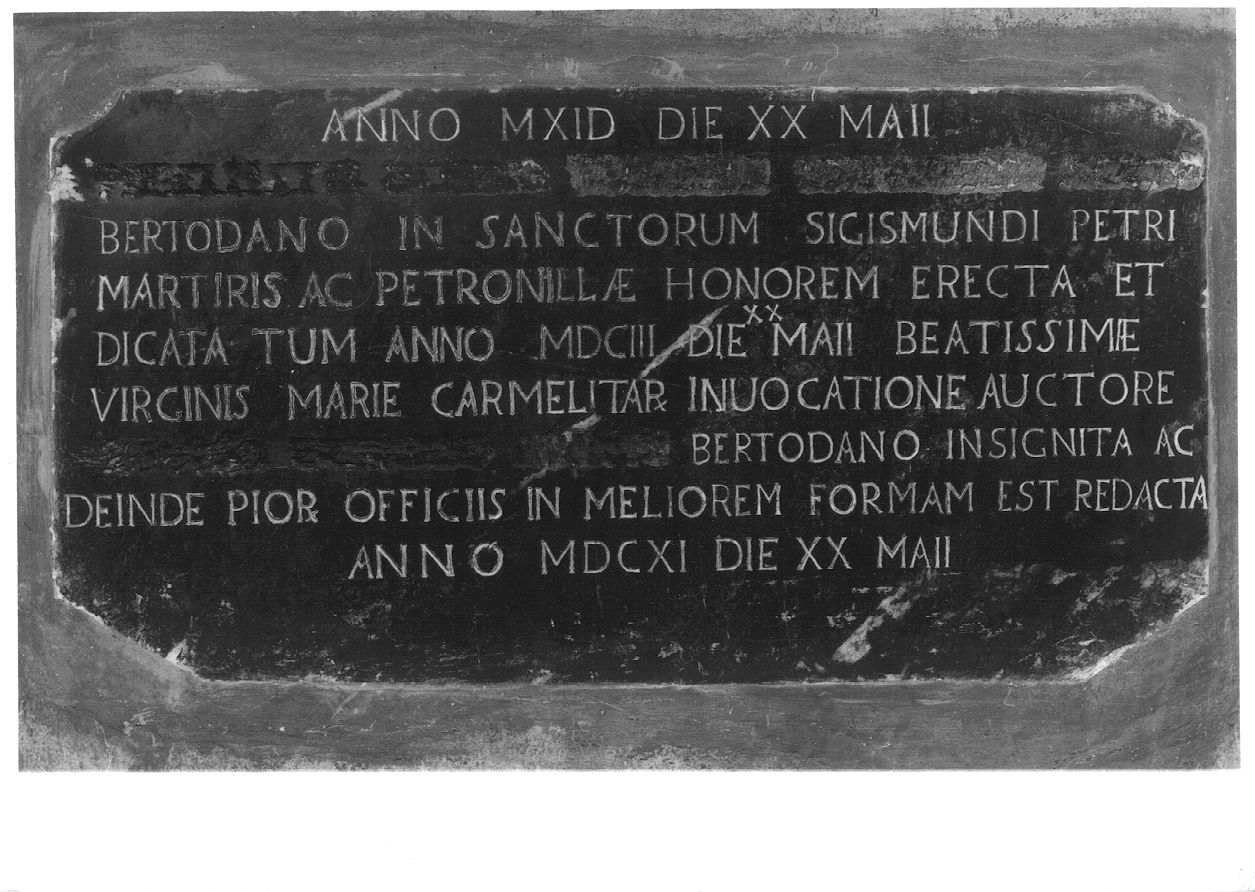 ANNO MXID DIE XX MAII
BERTODANO IN SANCTORUM SIGISMUNDI PETRI
MARTIRIS AC PETRONILLÆ HONOREM ERECTA ET
DICATA TUM ANNO MDCIII DIE XX MAII BEATISSIMÆ
VIRGINIS MARIE CARMELITAꝜ INUOCATIONE AUCTORE
BERTODANO INSIGNITA AC
DEINDE PIOꝜ OFFICIIS IN MELIOREM FORMAM EST REDACTA
ANNO MDCXI DIE XX MAII